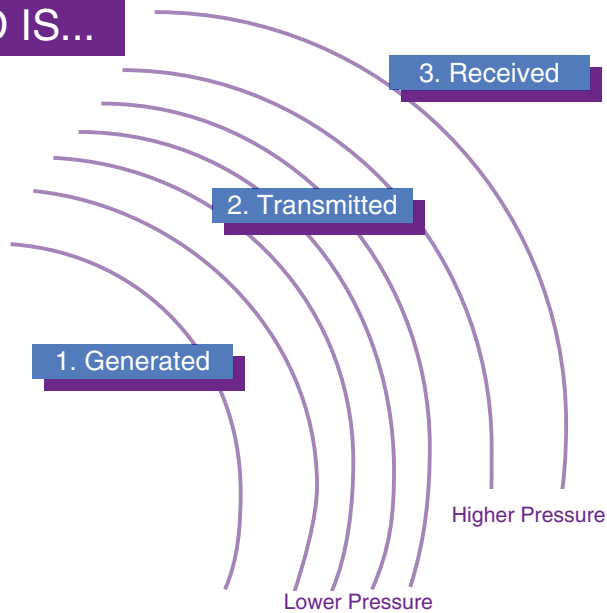 IS...
3. Received
2. Transmitted
1. Generated
Higher Pressure
Lower Pressure